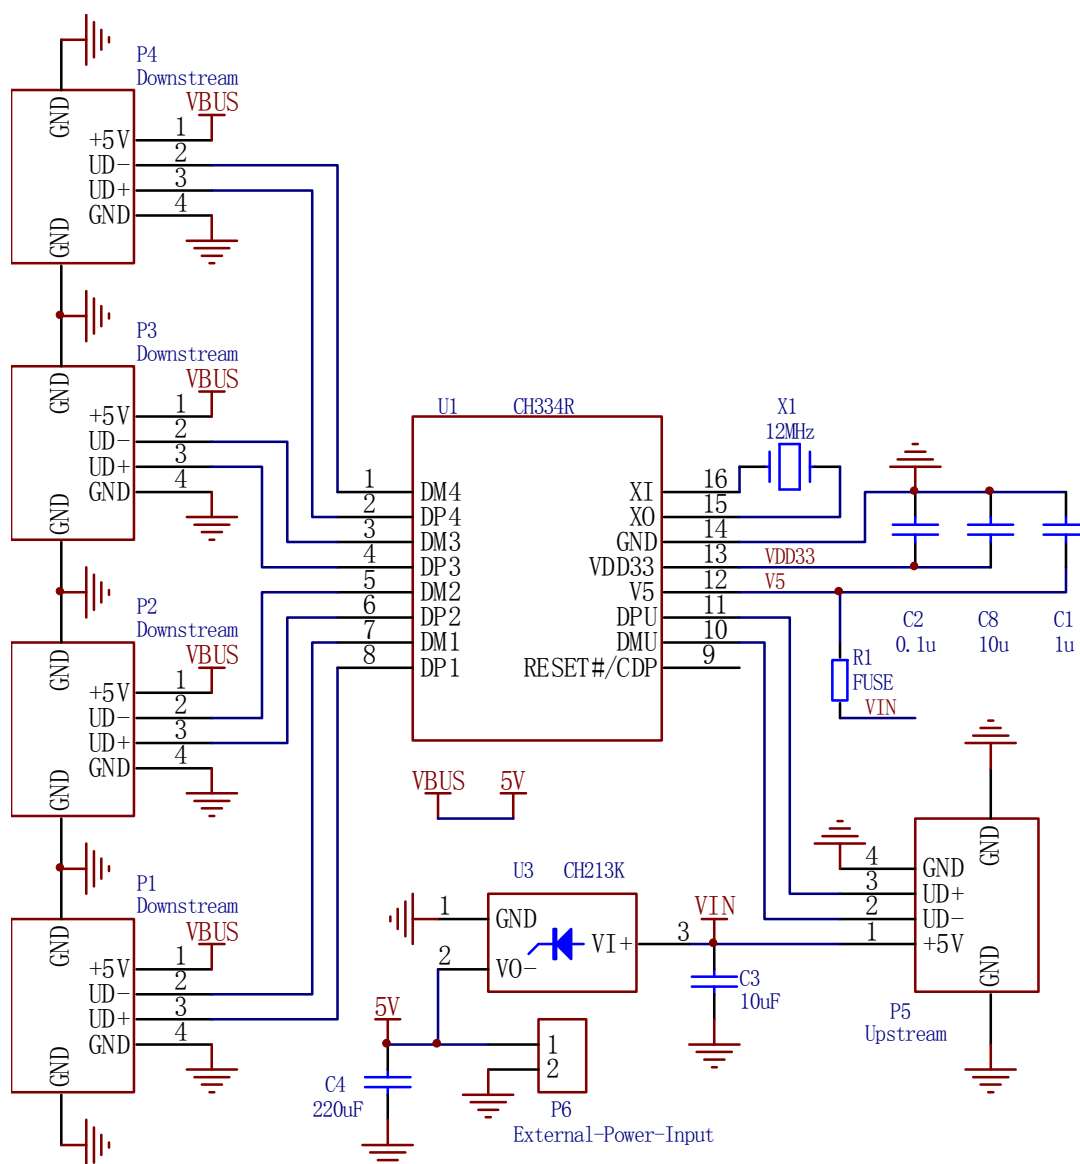 P4
Downstream
VBUS
GND
+5V
UD-
UD+
GND
GND
1
2
3
4
P3
Downstream
VBUS
GND
+5V
UD-
UD+
GND
GND
1
2
3
4
P2
Downstream
VBUS
GND
+5V
UD-
UD+
GND
GND
1
2
3
4
P1
Downstream
VBUS
GND
+5V
UD-
UD+
GND
GND
1
2
3
4
U1 CH334R
1 DM4
2 DP4
3 DM3
4 DP3
5 DM2
6 DP2
7 DM1
8 DP1
XI 16
XO 15
GND 14
VDD33 13
V5 12
DPU 11
DMU 10
RESET#/CDP 9
X1
12MHz
VDD33
V5
C2
0.1u
C8
10u
C1
1u
R1
FUSE
VIN
VBUS 5V
U3 CH213K
1 GND
2 VO-
VI+ 3
VIN
C3
10uF
GND
4 GND
3 UD+
2 UD-
1 +5V
GND
P5
Upstream
5V
C4
220uF
1
2
P6
External-Power-Input